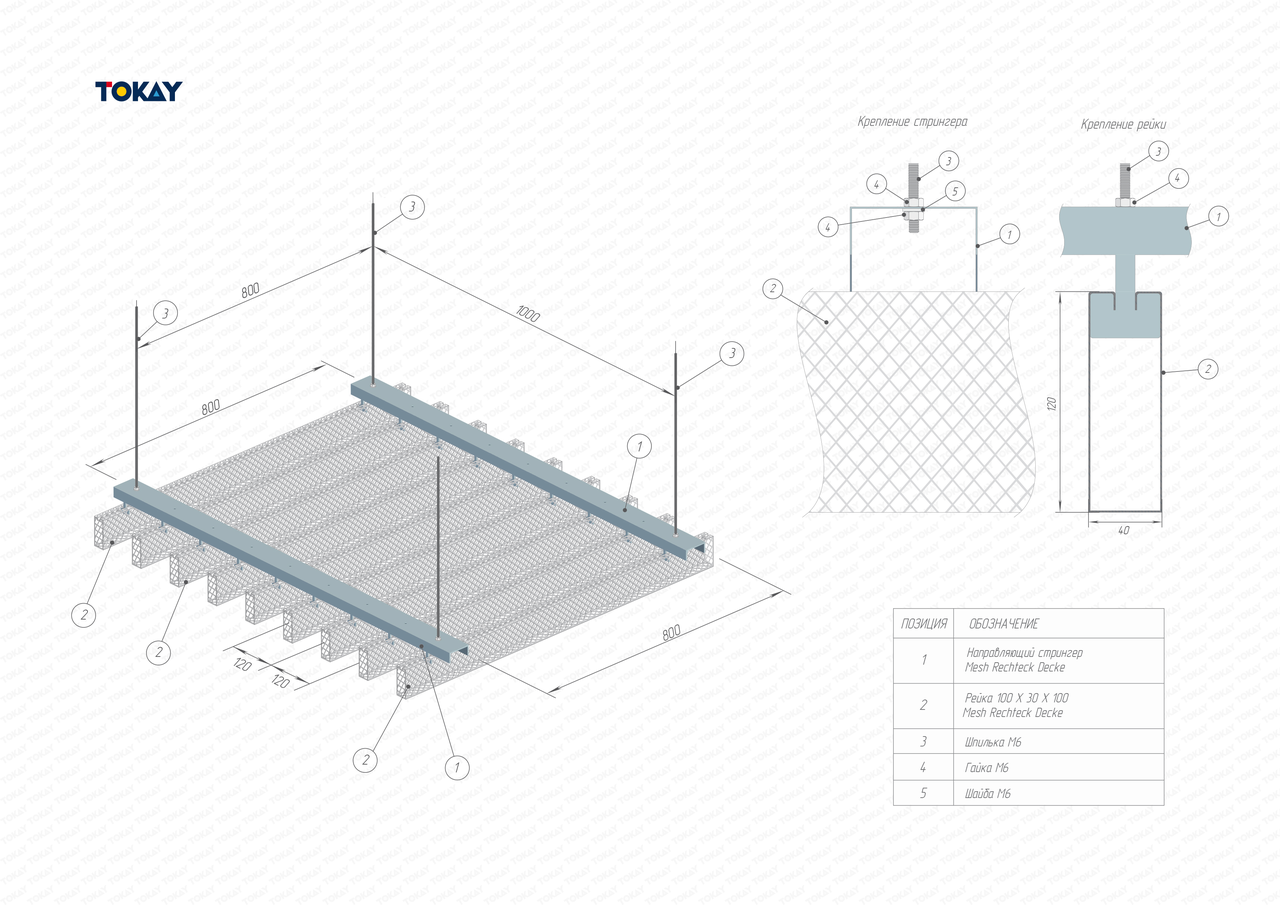 TOKAY
Крепление стрингера
Крепление рейки
3
4
5
4
1
2
3
4
1
2
120
40
3
3
3
800
1000
800
1
800
120
120
2
2
2
1
ПОЗИЦИЯ ОБОЗНАЧЕНИЕ
1 Направляющий стрингер
Mesh Rechteck Decke
2 Рейка 100 X 30 X 100
Mesh Rechteck Decke
3 Шпилька М6
4 Гайка М6
5 Шайба М6